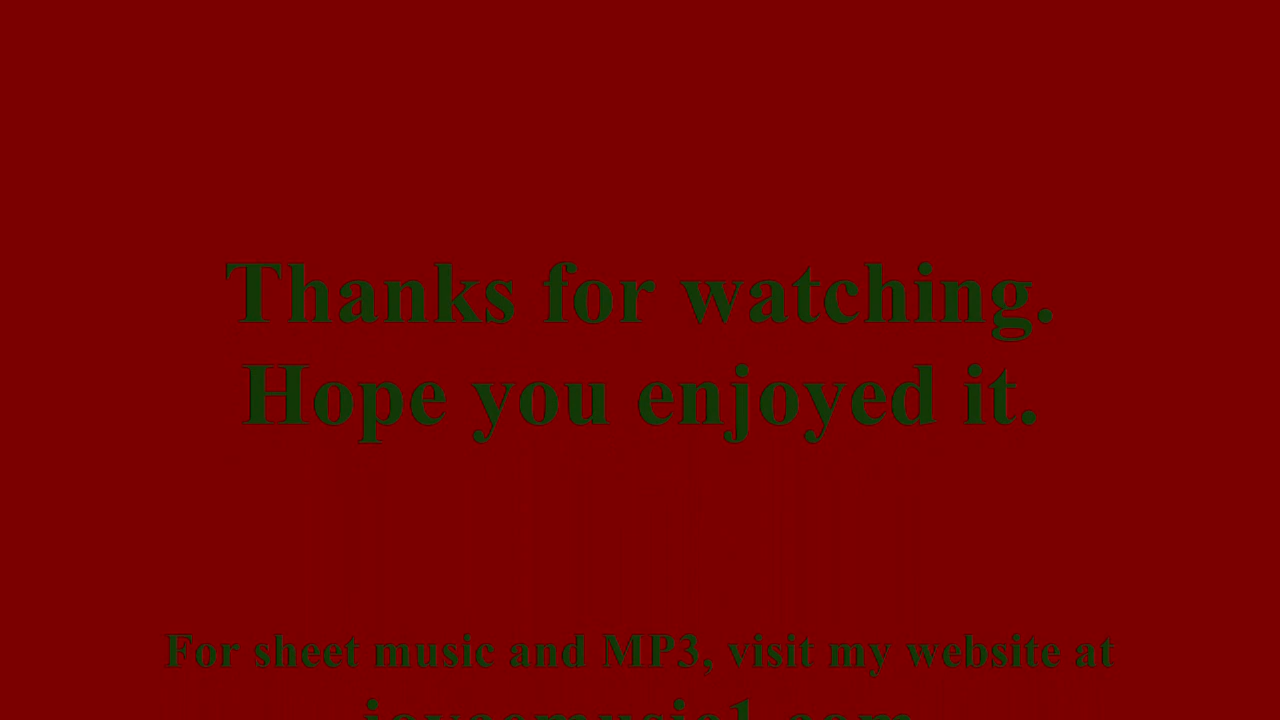 Thanks for watching.
Hope you enjoyed it.
For sheet music and MP3, visit my website at